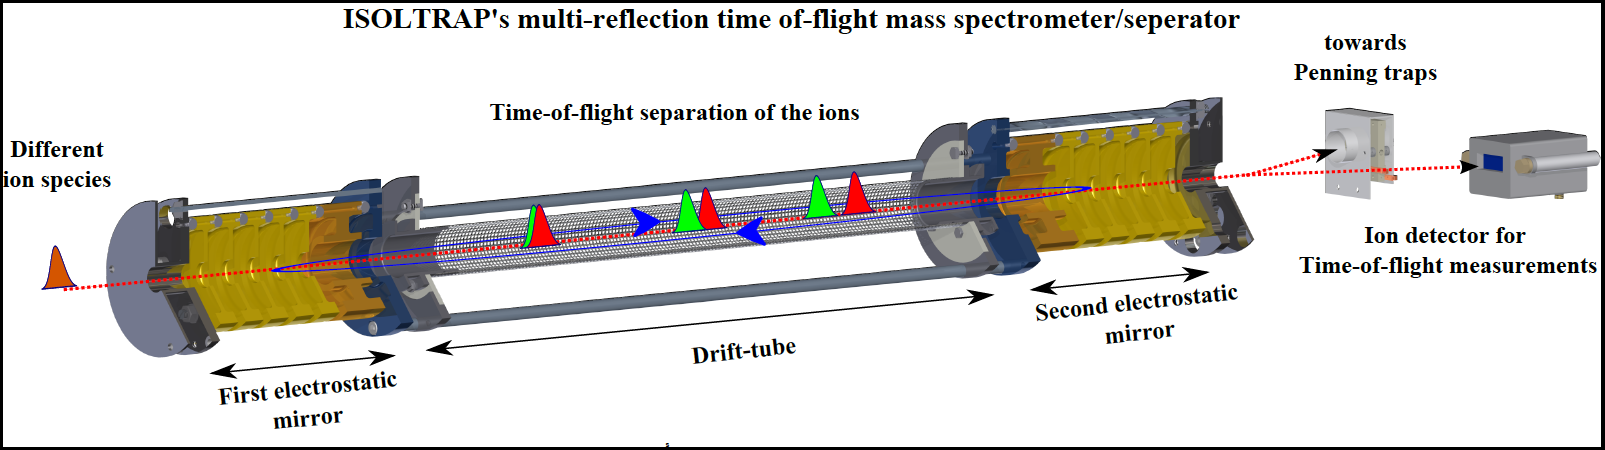 ISOLTRAP's multi-reflection time of-flight mass spectrometer/seperator
towards
Penning traps
Time-of-flight separation of the ions
Different
ion species
Ion detector for
Time-of-flight measurements
Second electrostatic
mirror
Drift-tube
First electrostatic
mirror